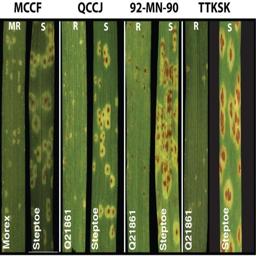 MCCF QCCJ 92-MN-90 TTKSK
MR S R S R S R S
Morex Steptoe Q21861 Steptoe Q21861 Steptoe Q21861 Steptoe